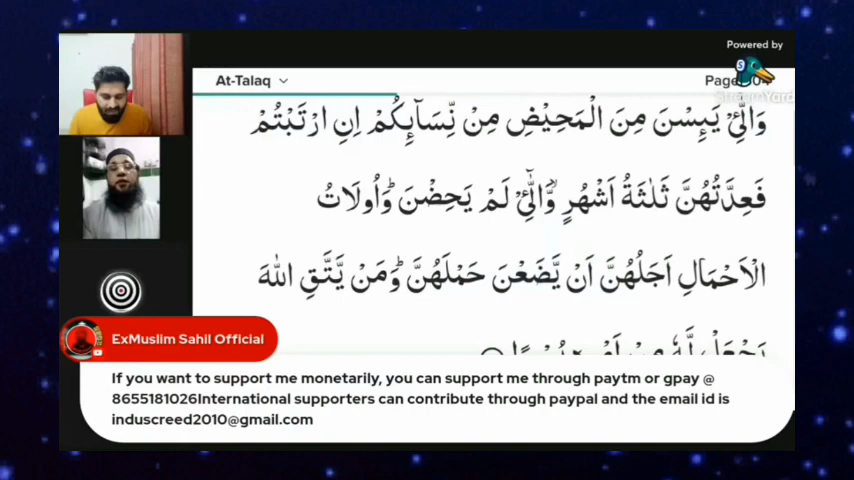 Powered by
At-Talaq
Page
StreamYard
وَالّٰٓـِٔیْ یَىِٕسْنَ مِنَ الْمَحِیْضِ مِنْ نِّسَآىِٕكُمْ اِنِ ارْتَبْتُمْ
فَعِدَّتُهُنَّ ثَلٰثَةُ اَشْهُرٍ ۙ وَّالّٰٓـِٔیْ لَمْ یَحِضْنَ ؕ وَاُولَاتُ
الْاَحْمَالِ اَجَلُهُنَّ اَنْ یَّضَعْنَ حَمْلَهُنَّ ؕ وَمَنْ یَّتَّقِ اللّٰهَ
ExMuslim Sahil Official
If you want to support me monetarily, you can support me through paytm or gpay @
8655181026International supporters can contribute through paypal and the email id is
induscreed2010@gmail.com